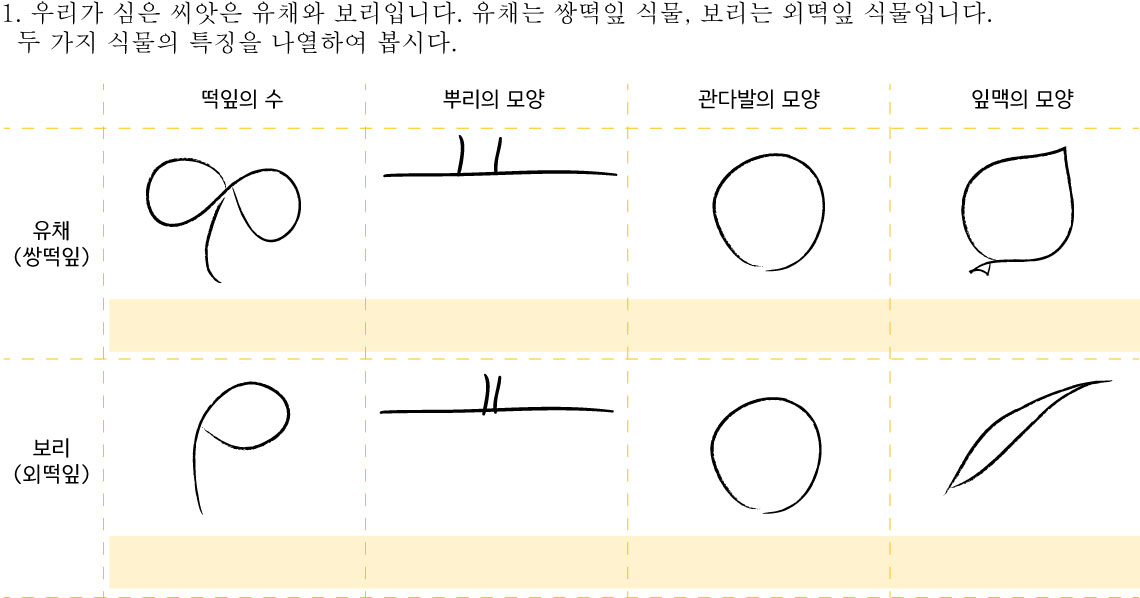 1. 우리가 심은 씨앗은 유채와 보리입니다. 유채는 쌍떡잎 식물, 보리는 외떡잎 식물입니다.
두 가지 식물의 특징을 나열하여 봅시다.
떡잎의 수 뿌리의 모양 관다발의 모양 잎맥의 모양
유채
(쌍떡잎)
보리
(외떡잎)